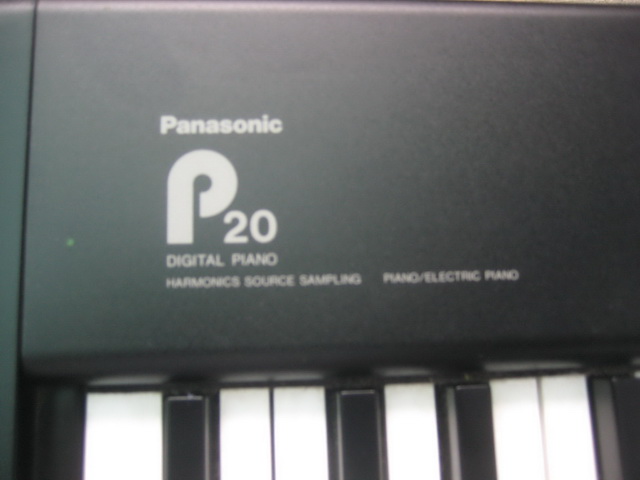 Panasonic
P20
DIGITAL PIANO
HARMONICS SOURCE SAMPLING PIANO/ELECTRIC PIANO